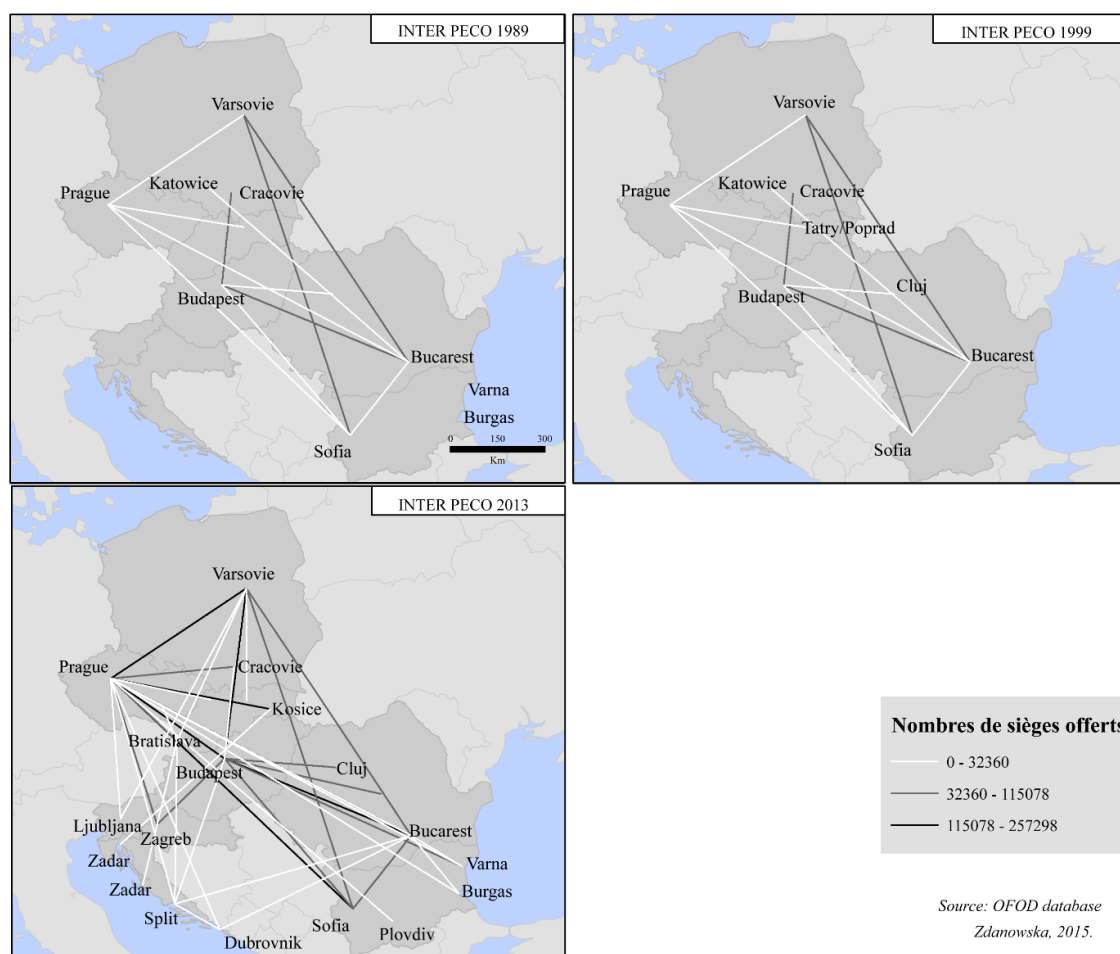 INTER PECO 1989
Varsovie
Katowice
Prague
Cracovie
Budapest
Bucarest
Varna
Burgas
Sofia
0 150 300
Km
INTER PECO 1999
Varsovie
Katowice
Prague
Cracovie
Tatry/Poprad
Cluj
Budapest
Bucarest
Sofia
INTER PECO 2013
Varsovie
Prague
Cracovie
Kosice
Bratislava
Budapest
Cluj
Ljubljana
Zagreb
Bucarest
Zadar
Varna
Zadar
Burgas
Split
Sofia
Plovdiv
Dubrovnik
Nombres de sièges offerts
0 - 32360
32360 - 115078
115078 - 257298
Source: OFOD database
Zdanowska, 2015.